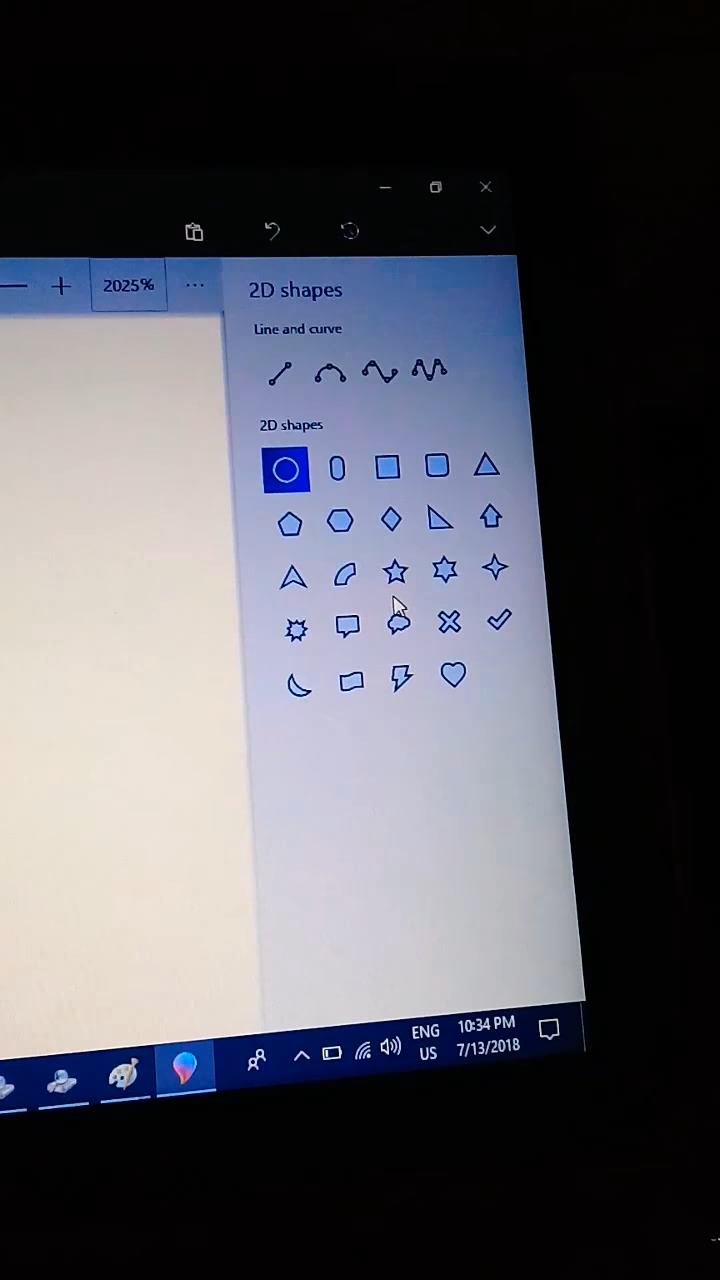 2025%
2D shapes
Line and curve
2D shapes
ENG
US
10:34 PM
7/13/2018